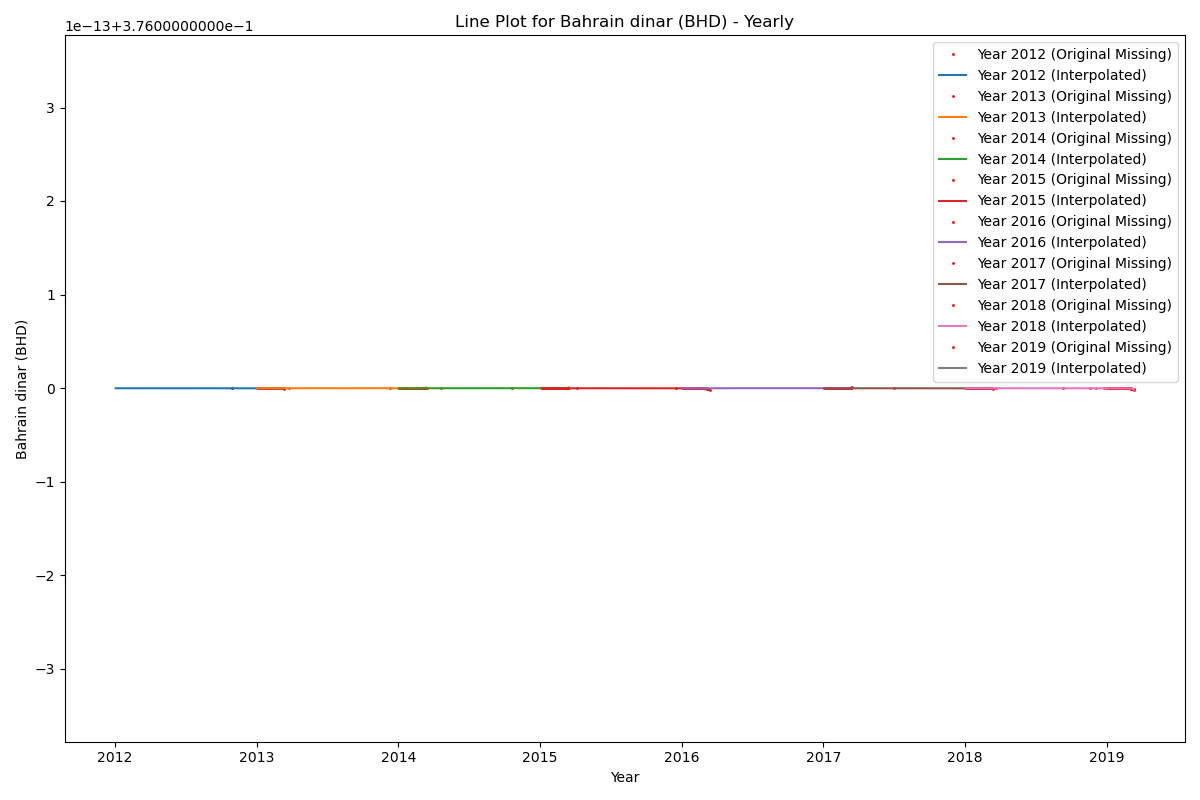 Line Plot for Bahrain dinar (BHD) - Yearly
1e−13+3.7600000000e−1
Bahrain dinar (BHD)
3
2
1
0
−1
−2
−3
Year 2012 (Original Missing)
Year 2012 (Interpolated)
Year 2013 (Original Missing)
Year 2013 (Interpolated)
Year 2014 (Original Missing)
Year 2014 (Interpolated)
Year 2015 (Original Missing)
Year 2015 (Interpolated)
Year 2016 (Original Missing)
Year 2016 (Interpolated)
Year 2017 (Original Missing)
Year 2017 (Interpolated)
Year 2018 (Original Missing)
Year 2018 (Interpolated)
Year 2019 (Original Missing)
Year 2019 (Interpolated)
2012 2013 2014 2015 2016 2017 2018 2019
Year